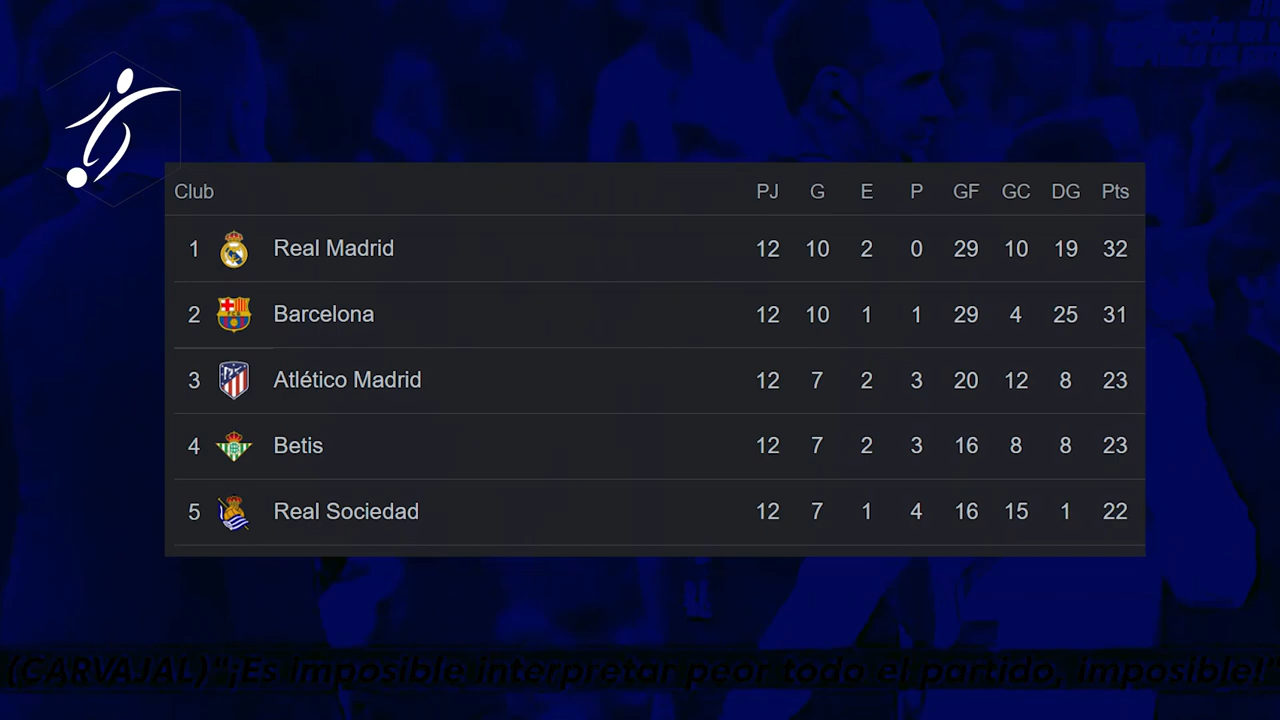 Club PJ G E P GF GC DG Pts
1 Real Madrid 12 10 2 0 29 10 19 32
2 Barcelona 12 10 1 1 29 4 25 31
3 Atlético Madrid 12 7 2 3 20 12 8 23
4 Betis 12 7 2 3 16 8 8 23
5 Real Sociedad 12 7 1 4 16 15 1 22
(CARVAJAL)"¡Es imposible interpretar peor todo el partido, imposible!"